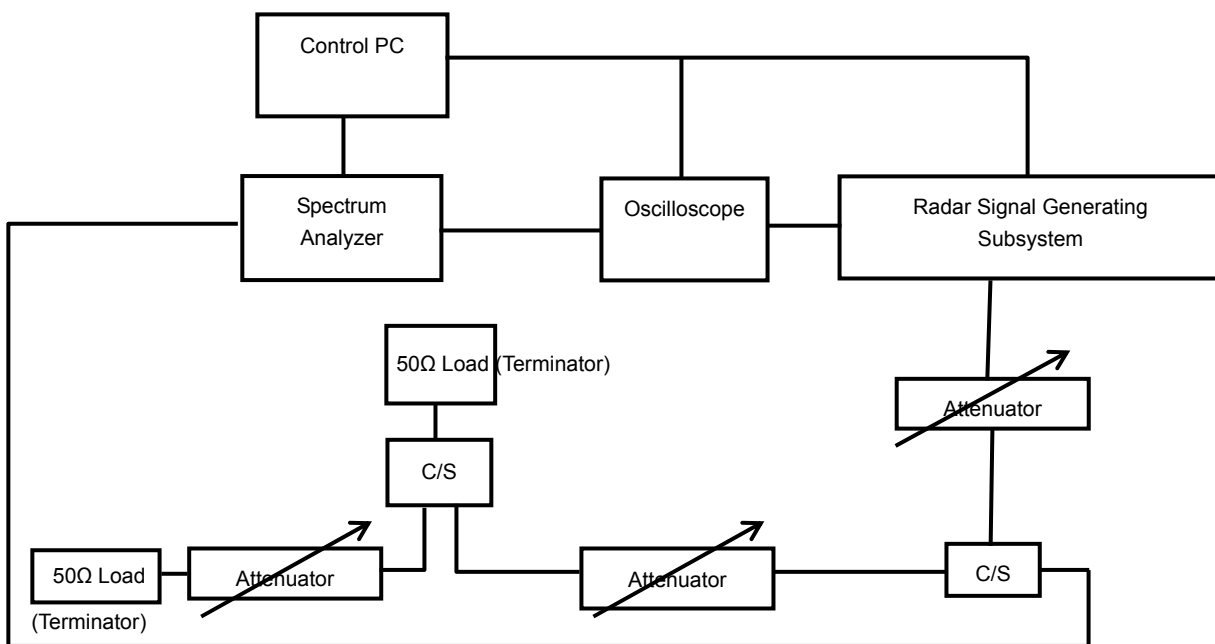 Control PC
Spectrum
Analyzer
Oscilloscope
Radar Signal Generating
Subsystem
50Ω Load (Terminator)
Attenuator
C/S
50Ω Load
(Terminator)
Attenuator
Attenuator
C/S